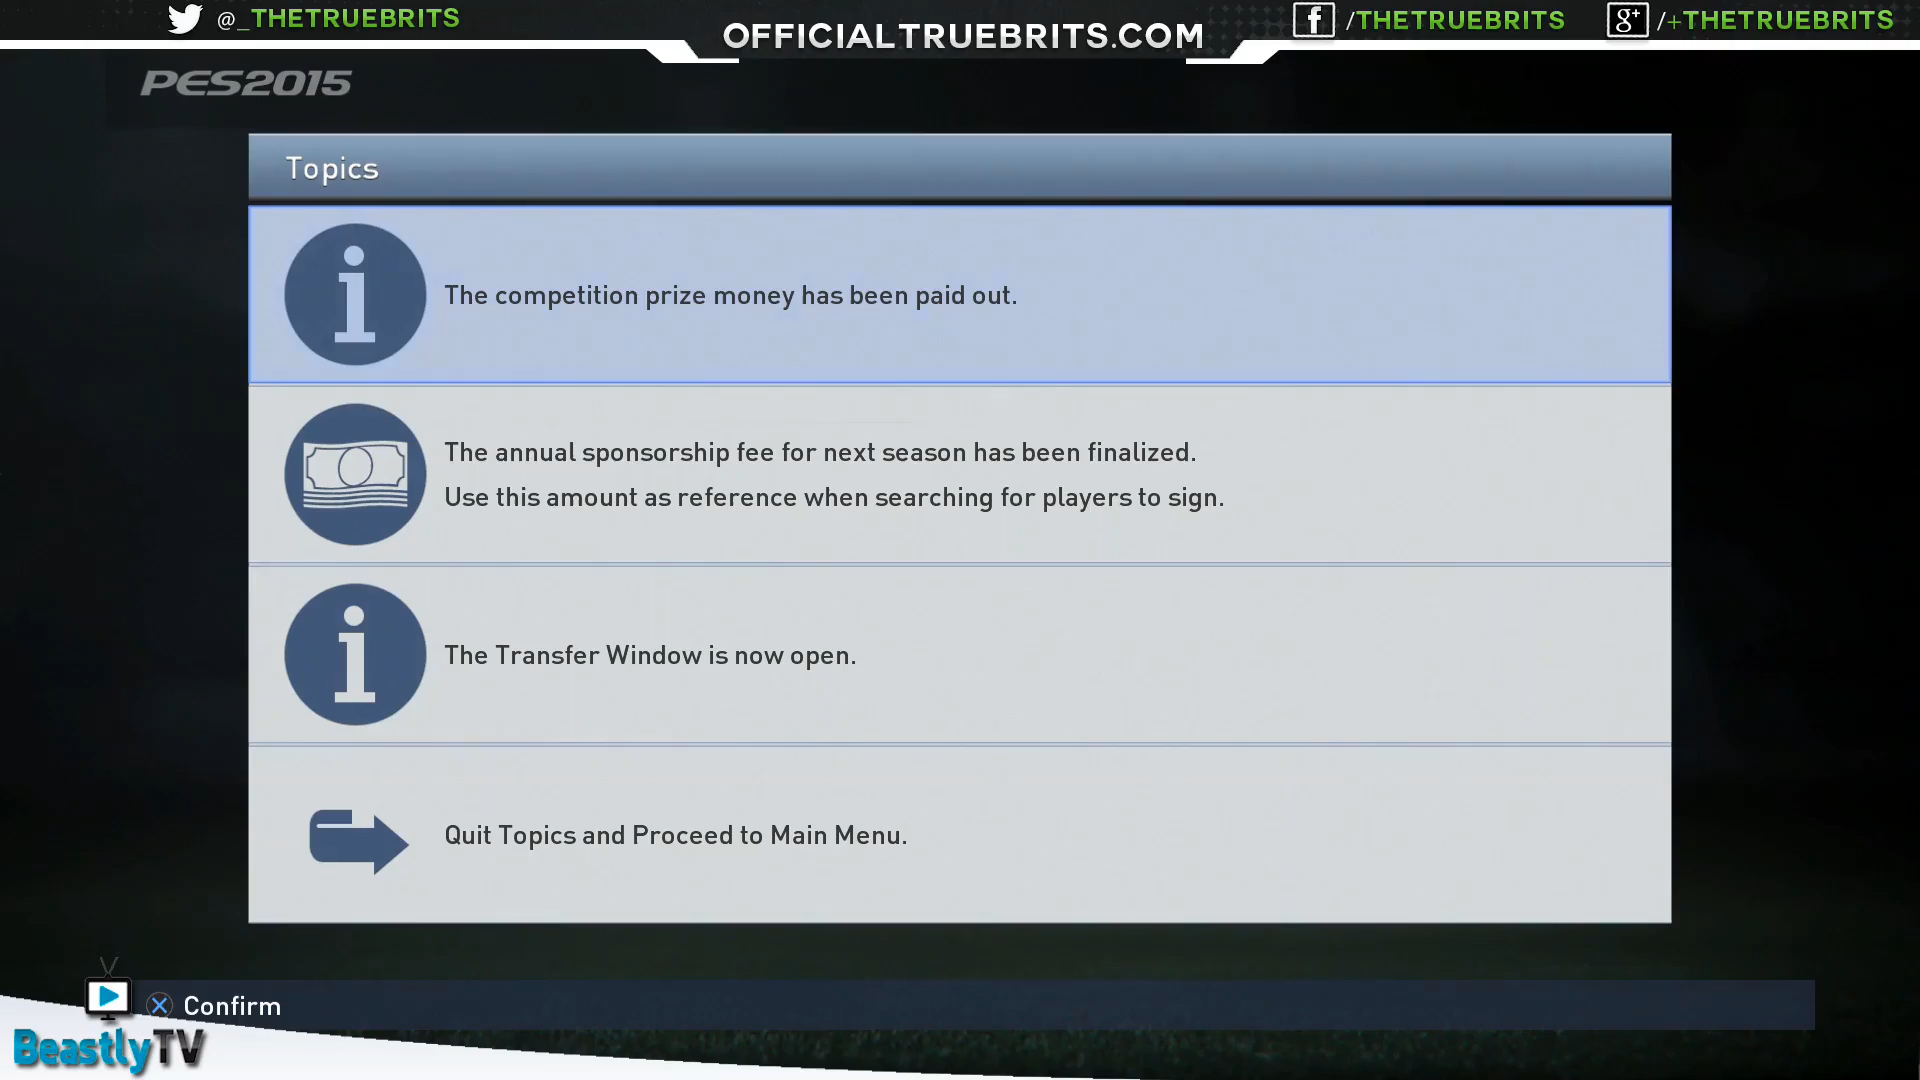 @_THETRUEBRITS
OFFICIALTRUEBRITS.COM
f /THETRUEBRITS
g+ /+THETRUEBRITS
PES2015
Topics
The competition prize money has been paid out.
The annual sponsorship fee for next season has been finalized.
Use this amount as reference when searching for players to sign.
The Transfer Window is now open.
Quit Topics and Proceed to Main Menu.
Confirm
BeastlyTV